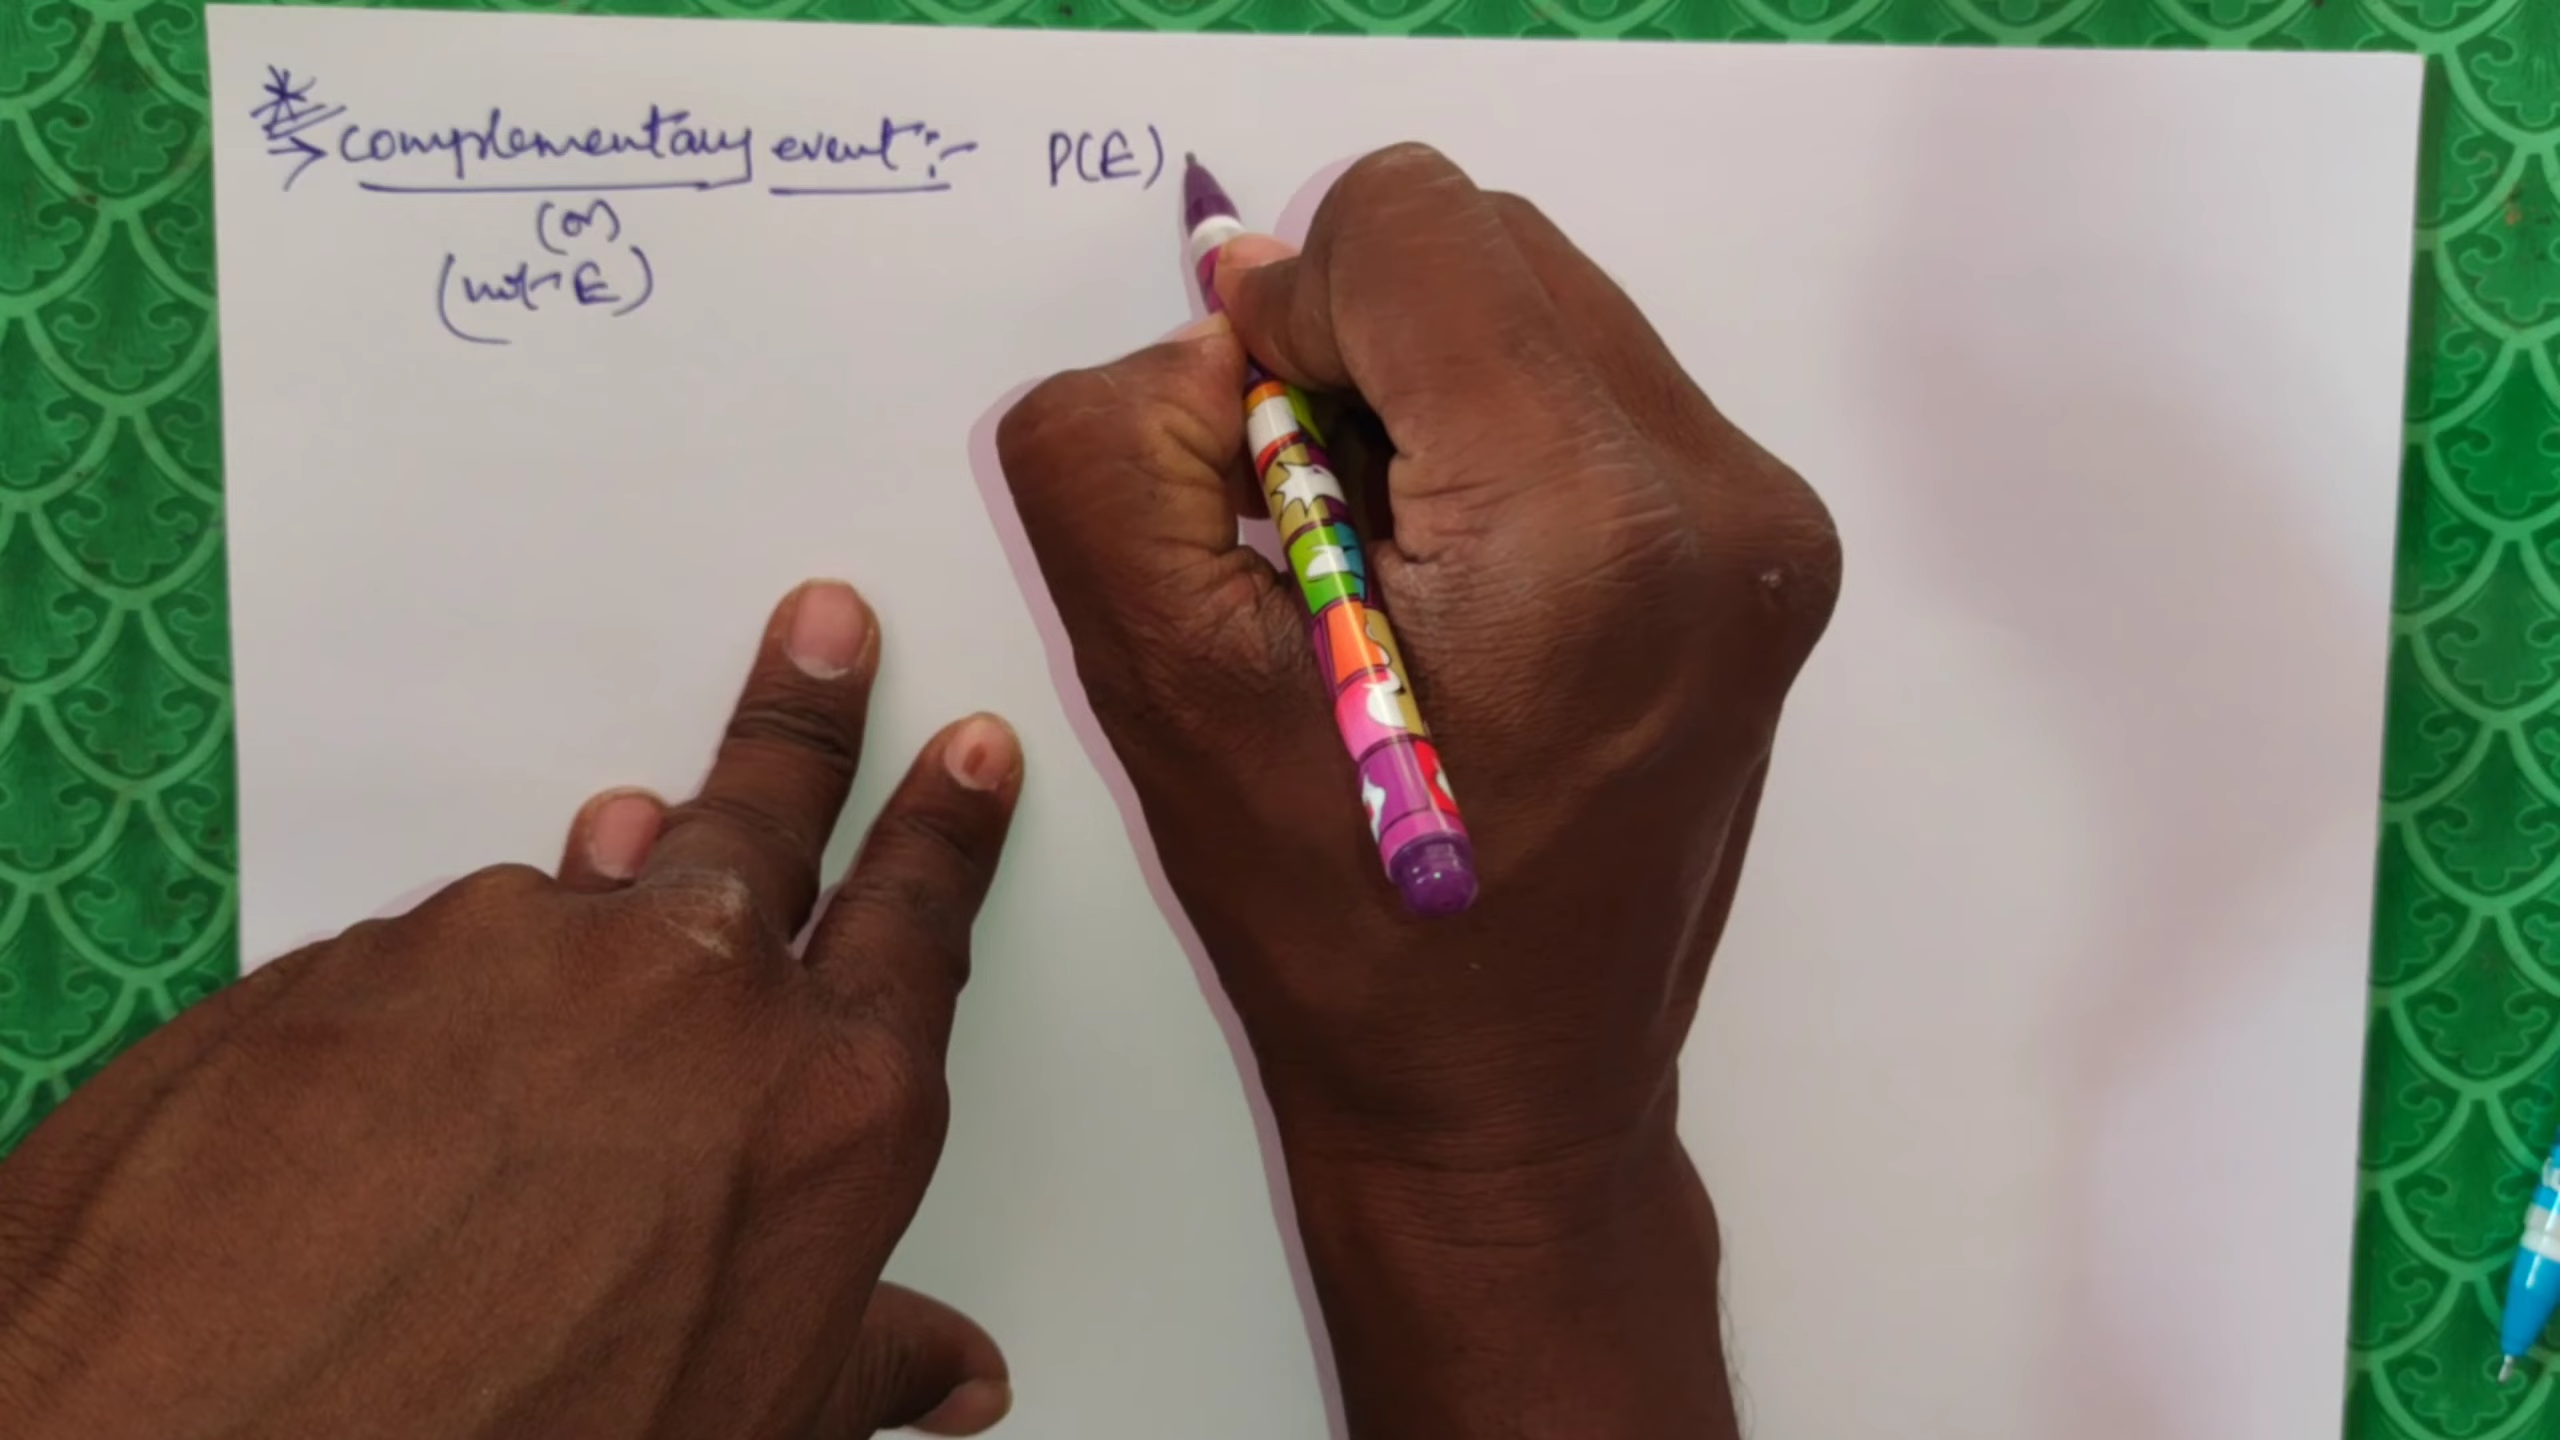 * → complementary event :- P(E)
(or)
(not E)